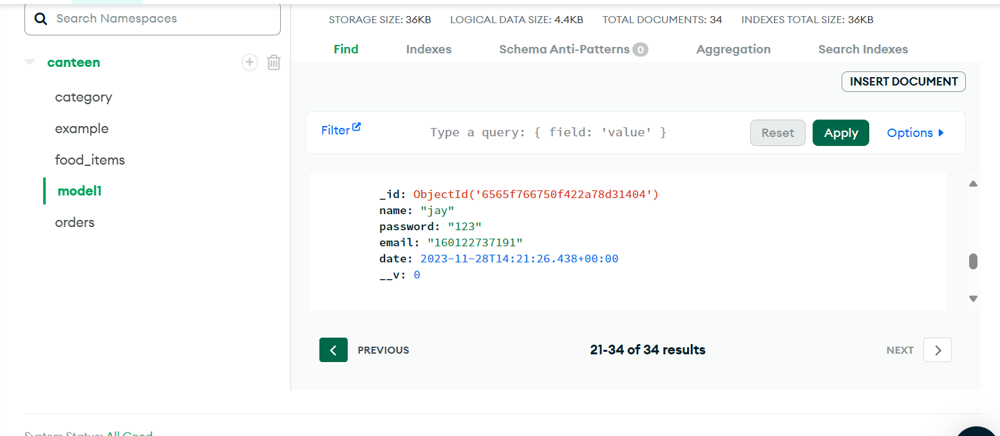 Search Namespaces
canteen
category
example
food_items
model1
orders
STORAGE SIZE: 36KB LOGICAL DATA SIZE: 4.4KB TOTAL DOCUMENTS: 34 INDEXES TOTAL SIZE: 36KB
Find Indexes Schema Anti-Patterns 0 Aggregation Search Indexes
INSERT DOCUMENT
Filter Type a query: { field: 'value' } Reset Apply Options
_id: ObjectId('6565f766750f422a78d31404')
name: "jay"
password: "123"
email: "160122737191"
date: 2023-11-28T14:21:26.438+00:00
__v: 0
PREVIOUS 21-34 of 34 results NEXT
System Status: All Good